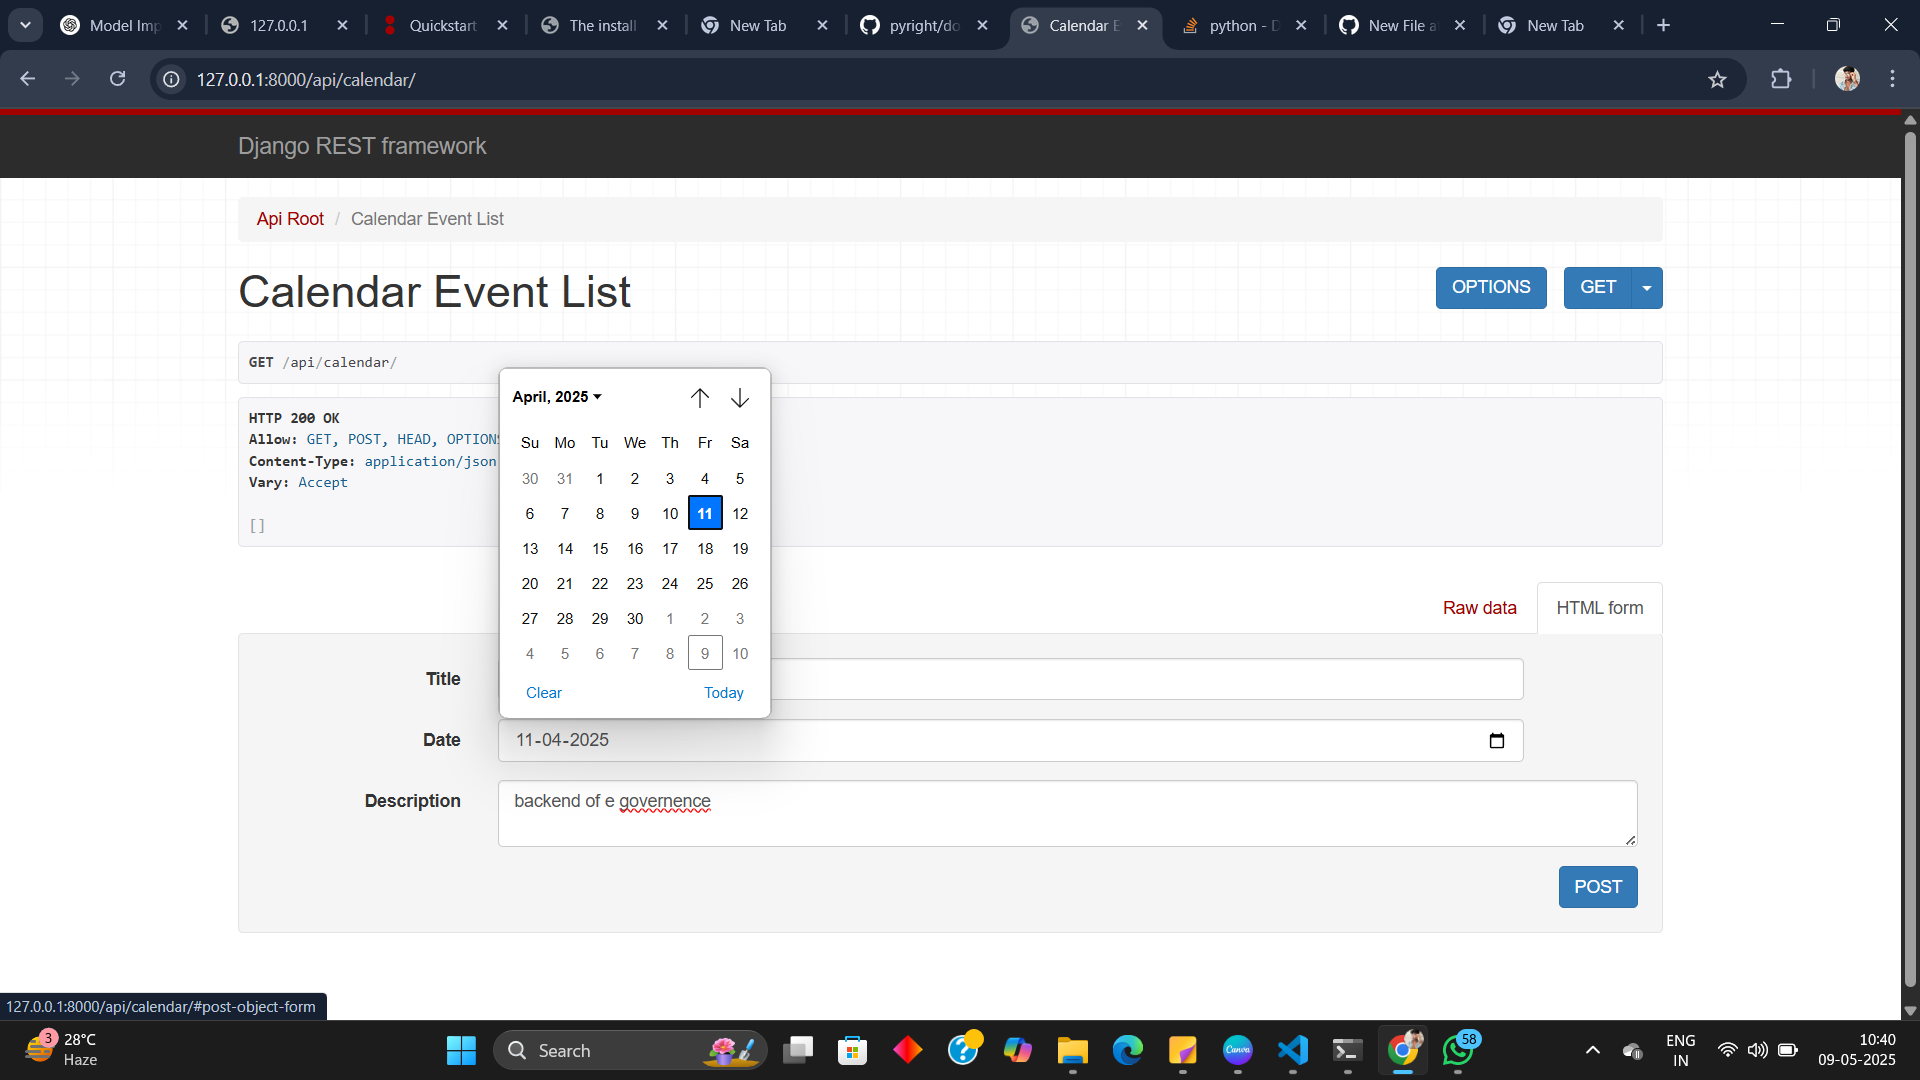 Model Imp
127.0.0.1
Quickstart
The install
New Tab
pyright/do
Calendar E
python - D
New File a
New Tab
127.0.0.1:8000/api/calendar/
Django REST framework
Api Root / Calendar Event List
Calendar Event List
OPTIONS
GET
GET /api/calendar/
HTTP 200 OK
Allow: GET, POST, HEAD, OPTIONS
Content-Type: application/json
Vary: Accept
[]
April, 2025
Su Mo Tu We Th Fr Sa
30 31 1 2 3 4 5
6 7 8 9 10 11 12
13 14 15 16 17 18 19
20 21 22 23 24 25 26
27 28 29 30 1 2 3
4 5 6 7 8 9 10
Clear Today
Raw data
HTML form
Title
Date
11-04-2025
Description
backend of e governence
POST
127.0.0.1:8000/api/calendar/#post-object-form
3
28°C
Haze
Search
Canva
58
ENG
IN
10:40
09-05-2025